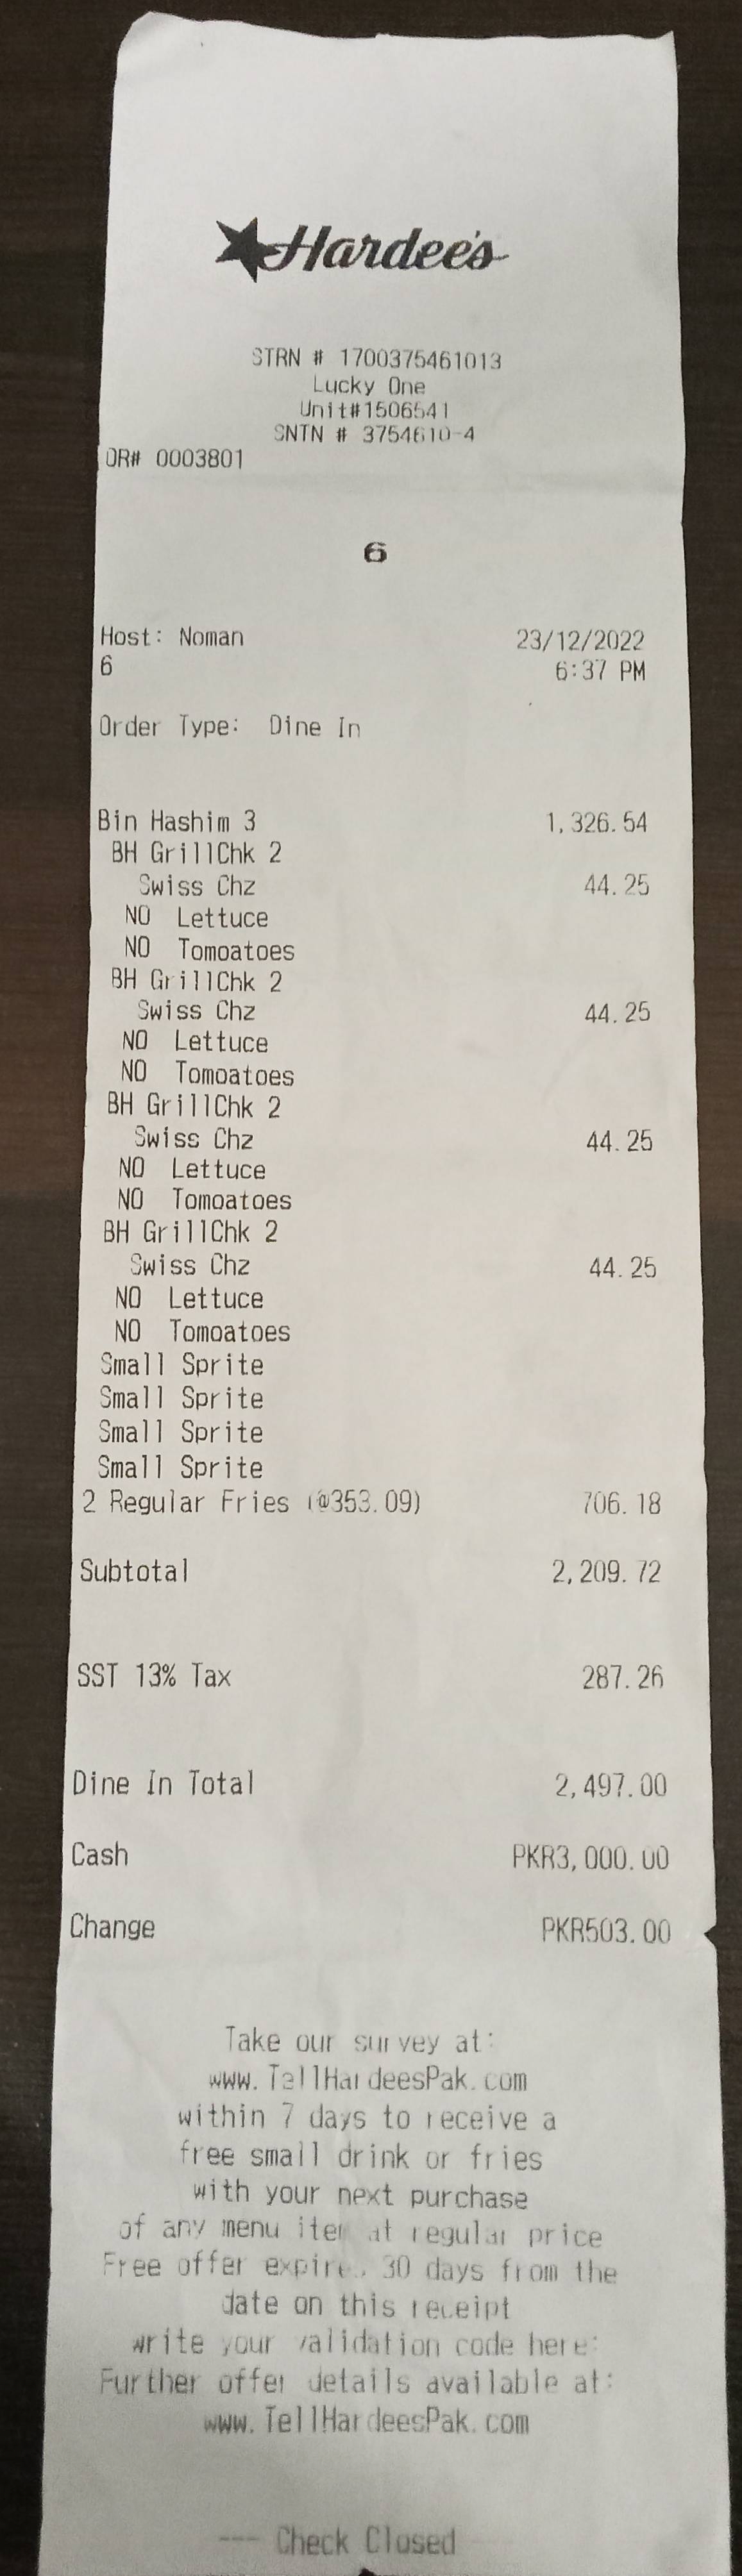 Hardee's
STRN # 1700375461013
Lucky One
Unit#1506541
SNTN # 3754610-4
OR# 0003801
6
Host: Noman 23/12/2022
6 6:37 PM
Order Type: Dine In
Bin Hashim 3 1,326.54
BH GrillChk 2
Swiss Chz 44.25
NO Lettuce
NO Tomoatoes
BH GrillChk 2
Swiss Chz 44.25
NO Lettuce
NO Tomoatoes
BH GrillChk 2
Swiss Chz 44.25
NO Lettuce
NO Tomoatoes
BH GrillChk 2
Swiss Chz 44.25
NO Lettuce
NO Tomoatoes
Small Sprite
Small Sprite
Small Sprite
Small Sprite
2 Regular Fries (@353.09) 706.18
Subtotal 2,209.72
SST 13% Tax 287.26
Dine In Total 2,497.00
Cash PKR3,000.00
Change PKR503.00
Take our survey at:
www.TellHardeesPak.com
within 7 days to receive a
free small drink or fries
with your next purchase
of any menu item at regular price
Free offer expires 30 days from the
date on this receipt
write your validation code here:
Further offer details available at:
www.TellHardeesPak.com
--- Check Closed